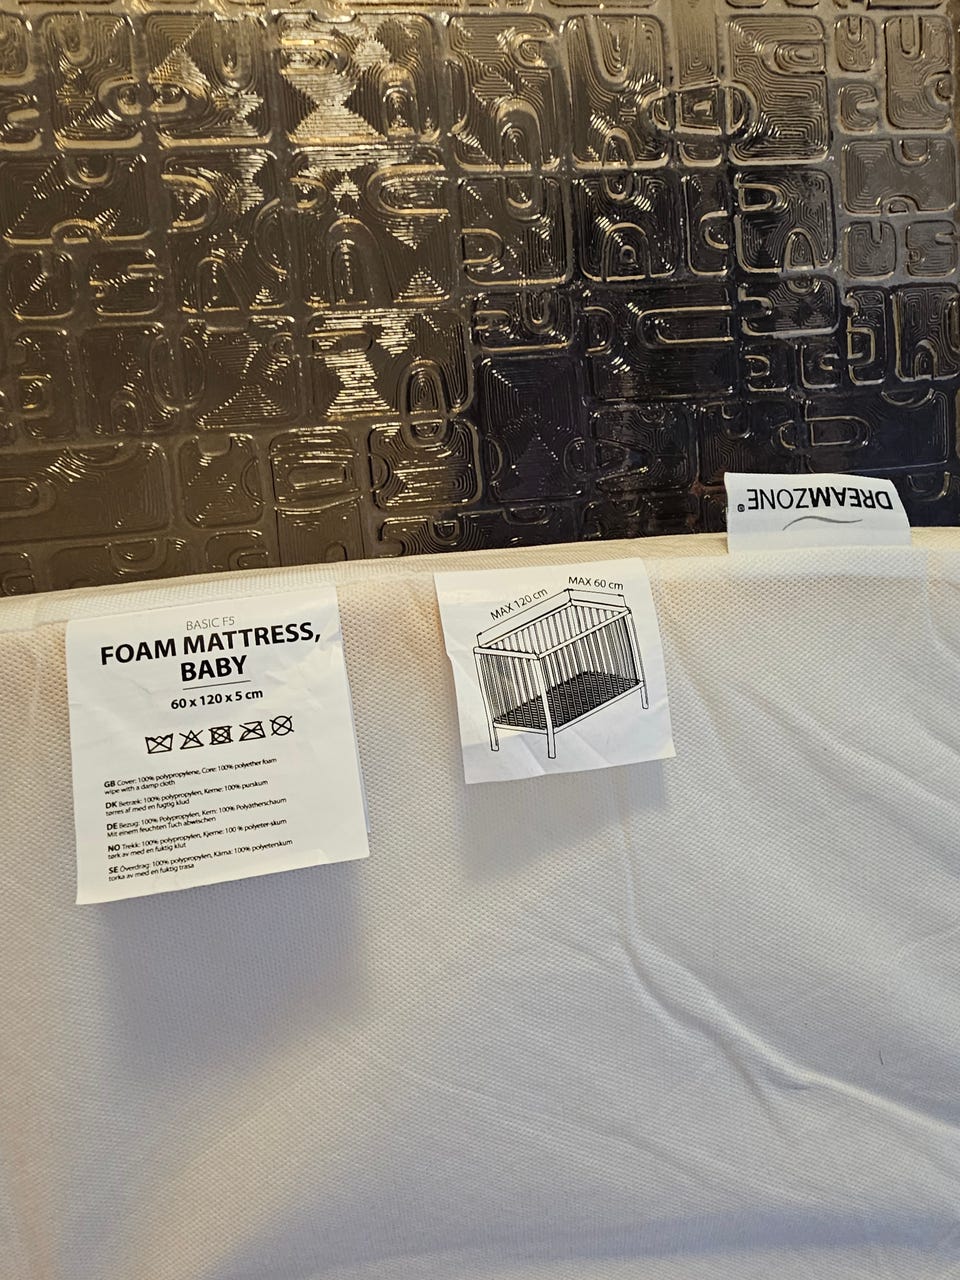 BASIC F5
FOAM MATTRESS,
BABY
60 x 120 x 5 cm
GB Cover: 100% polypropylene, Core: 100% polyether foam
wipe with a damp cloth
DK Betræk: 100% polypropylen, Kerne: 100% purskum
tørres af med en fugtig klud
DE Bezug: 100% Polypropylen, Kern: 100% Polyätherschaum
Mit einem feuchten Tuch abwischen
NO Trekk: 100% polypropylen, Kjerne: 100 % polyeter-skum
tørk av med en fuktig klut
SE Överdrag: 100% polypropylen, Kärna: 100% polyeterskum
torka av med en fuktig trasa
MAX 120 cm
MAX 60 cm
DREAMZONE®